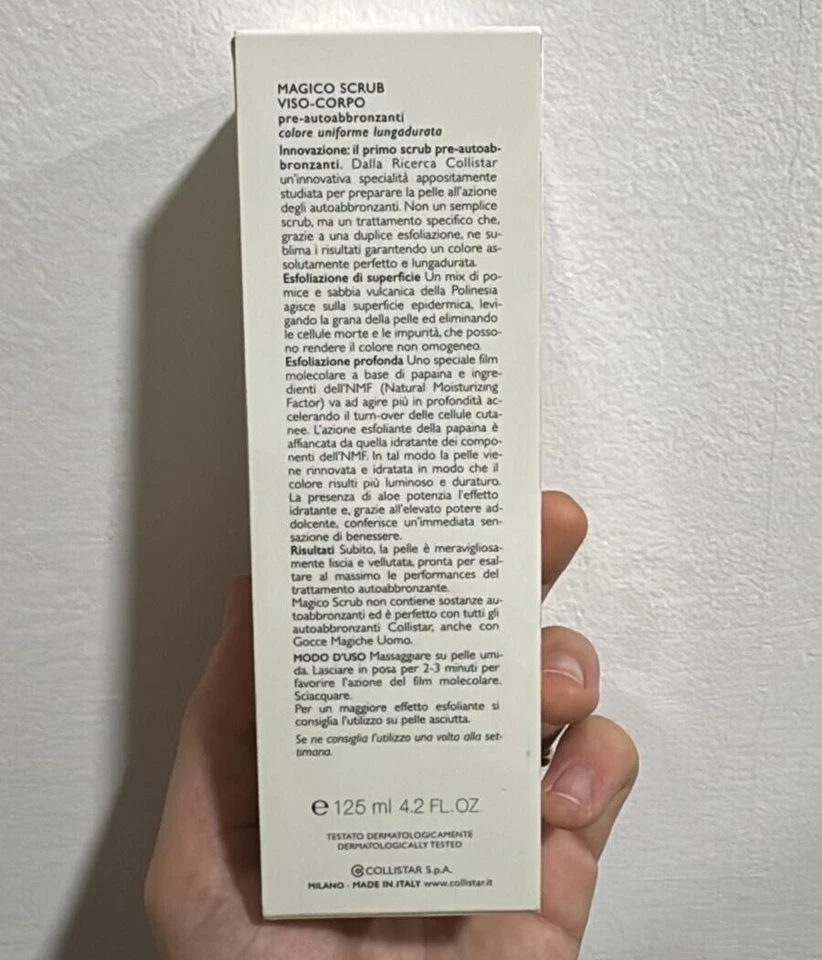 MAGICO SCRUB
VISO-CORPO
pre-autoabbronzanti
colore uniforme lungadurata
Innovazione: il primo scrub pre-autoab-
bronzanti. Dalla Ricerca Collistar
un'innovativa specialità appositamente
studiata per preparare la pelle all'azione
degli autoabbronzanti. Non un semplice
scrub, ma un trattamento specifico che,
grazie a una duplice esfoliazione, ne su-
blima i risultati garantendo un colore as-
solutamente perfetto e lungadurata.
Esfoliazione di superficie Un mix di po-
mice e sabbia vulcanica della Polinesia
agisce sulla superficie epidermica, levi-
gando la grana della pelle ed eliminando
le cellule morte e le impurità, che posso-
no rendere il colore non omogeneo.
Esfoliazione profonda Uno speciale film
molecolare a base di papaina e ingre-
dienti dell'NMF (Natural Moisturizing
Factor) va ad agire più in profondità ac-
celerando il turn-over delle cellule cuta-
nee. L'azione esfoliante della papaina è
affiancata da quella idratante dei compo-
nenti dell'NMF. In tal modo la pelle vie-
ne rinnovata e idratata in modo che il
colore risulti più luminoso e duraturo.
La presenza di aloe potenzia l'effetto
idratante e, grazie all'elevato potere ad-
dolcente, conferisce un'immediata sen-
sazione di benessere.
Risultati Subito, la pelle è meravigliosa-
mente liscia e vellutata, pronta per esal-
tare al massimo le performances del
trattamento autoabbronzante.
Magico Scrub non contiene sostanze au-
toabbronzanti ed è perfetto con tutti gli
autoabbronzanti Collistar, anche con
Gocce Magiche Uomo.
MODO D'USO Massaggiare su pelle umi-
da. Lasciare in posa per 2-3 minuti per
favorire l'azione del film molecolare.
Sciacquare.
Per un maggiore effetto esfoliante si
consiglia l'utilizzo su pelle asciutta.
Se ne consiglia l'utilizzo una volta alla set-
timana.
℮ 125 ml 4.2 FL.OZ.
TESTATO DERMATOLOGICAMENTE
DERMATOLOGICALLY TESTED
COLLISTAR S.p.A.
MILANO - MADE IN ITALY www.collistar.it